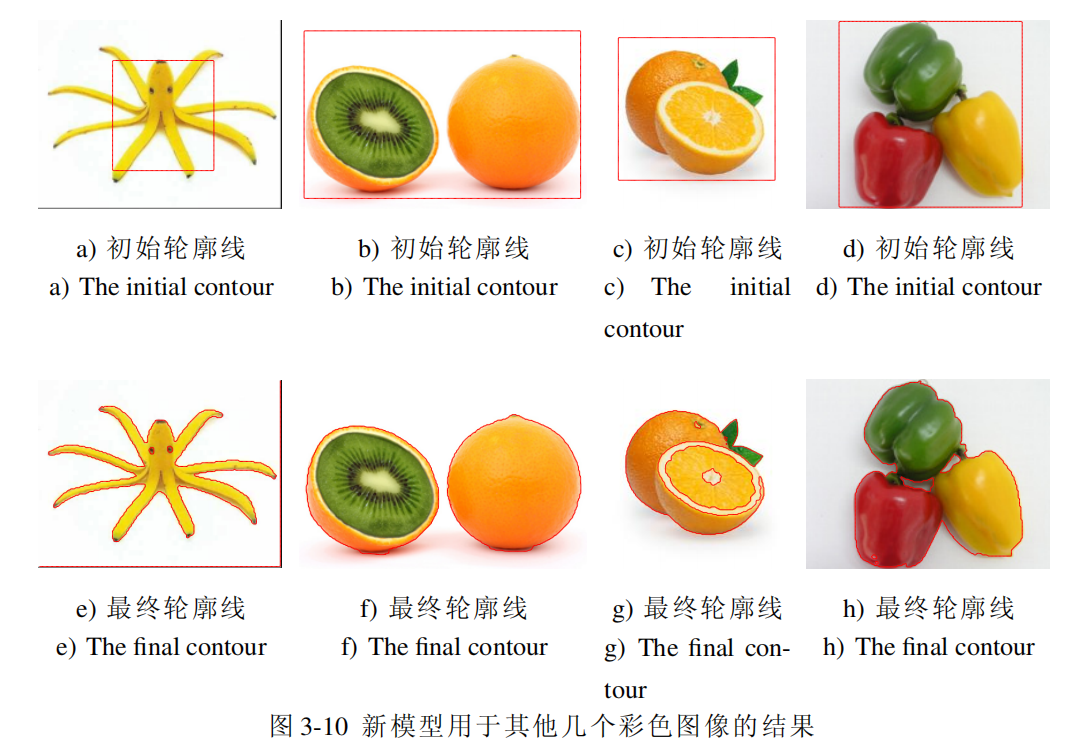 a) 初始轮廓线
b) 初始轮廓线
c) 初始轮廓线
d) 初始轮廓线
a) The initial contour
b) The initial contour
c) The initial
contour
d) The initial contour
e) 最终轮廓线
f) 最终轮廓线
g) 最终轮廓线
h) 最终轮廓线
e) The final contour
f) The final contour
g) The final con-
tour
h) The final contour
图 3-10 新模型用于其他几个彩色图像的结果